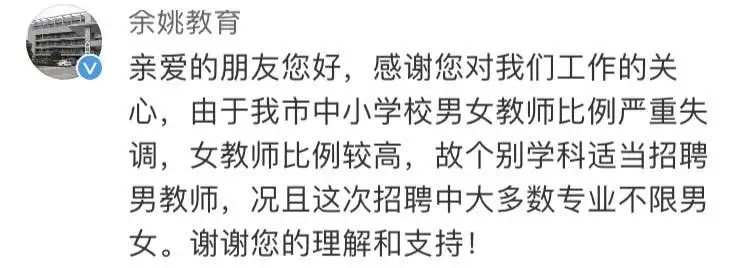 余姚教育
亲爱的朋友您好，感谢您对我们工作的关
心，由于我市中小学校男女教师比例严重失
调，女教师比例较高，故个别学科适当招聘
男教师，况且这次招聘中大多数专业不限男
女。谢谢您的理解和支持！